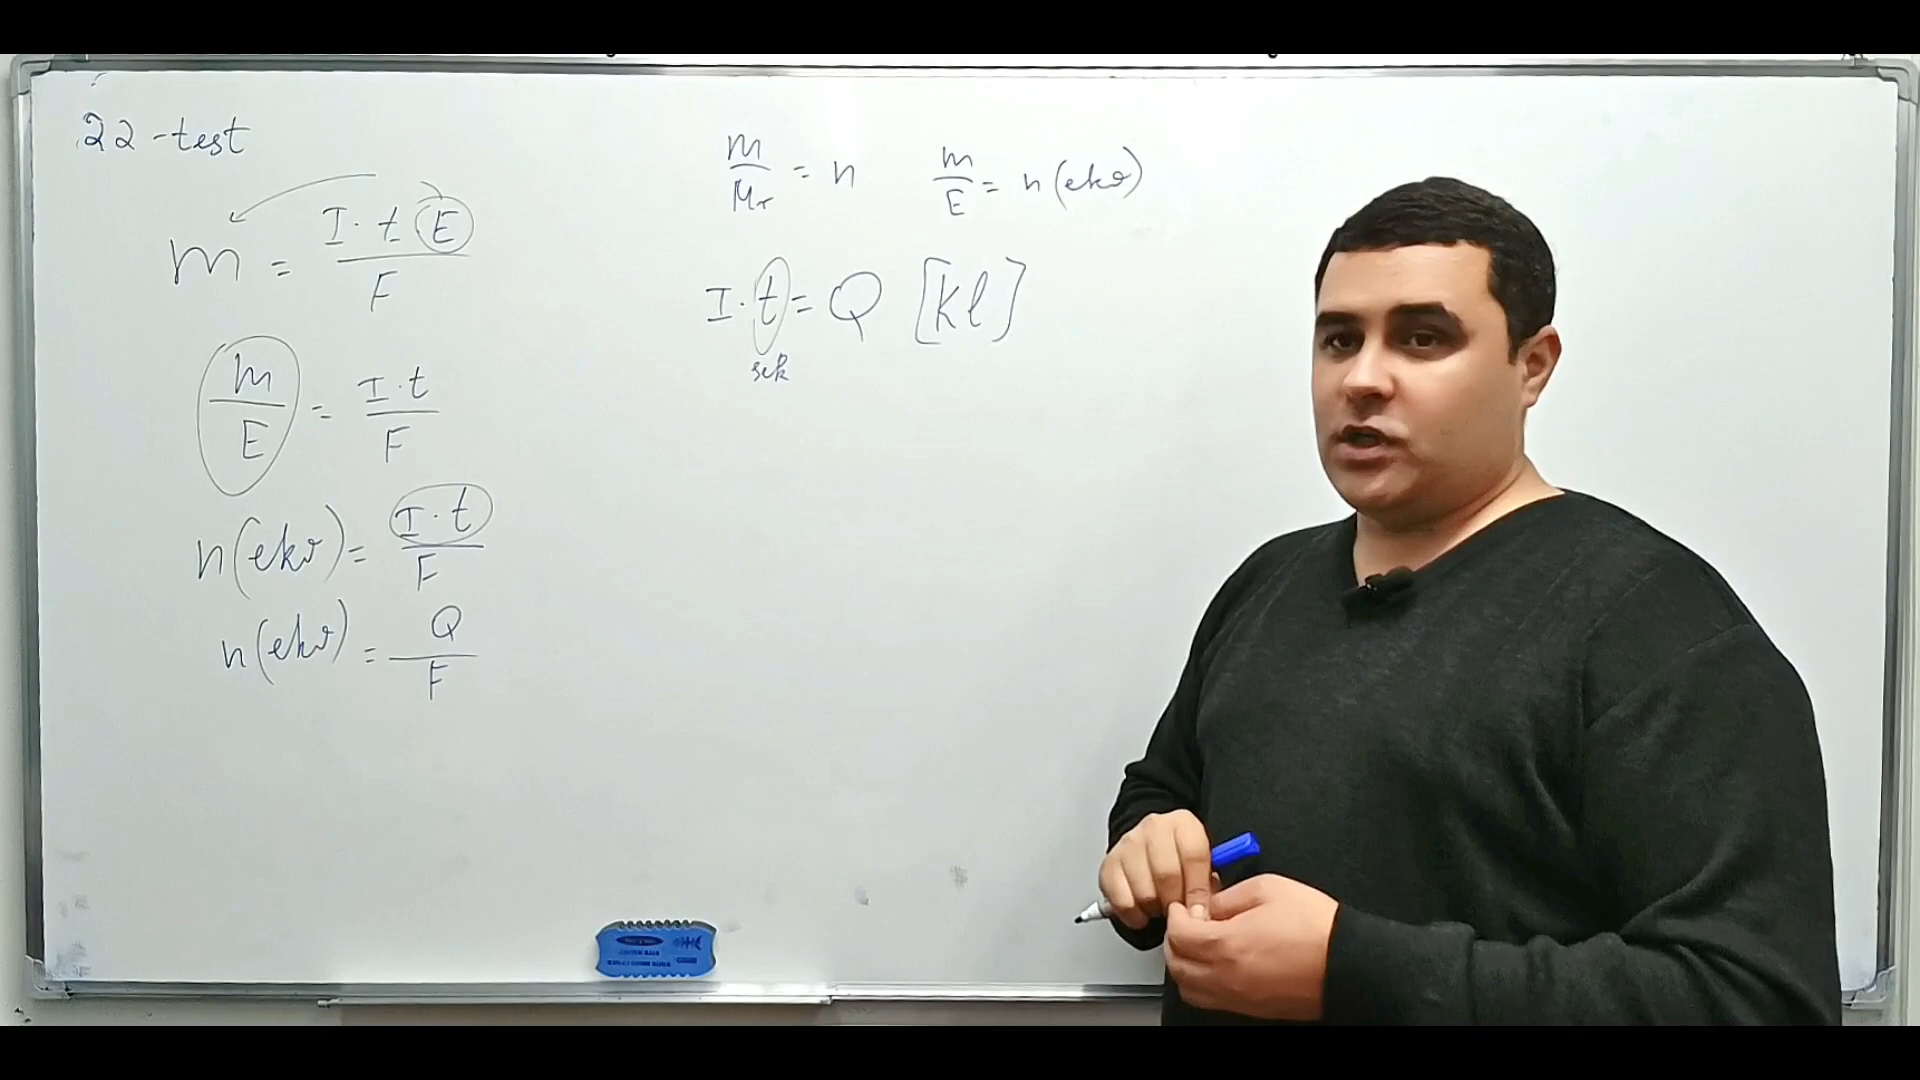 22-test
m = I·t E / F
m / E = I·t / F
n(ekv) = I·t / F
n(ekv) = Q / F
m / Mr = n
m / E = n(ekv)
I·t = Q [Kl]
sek